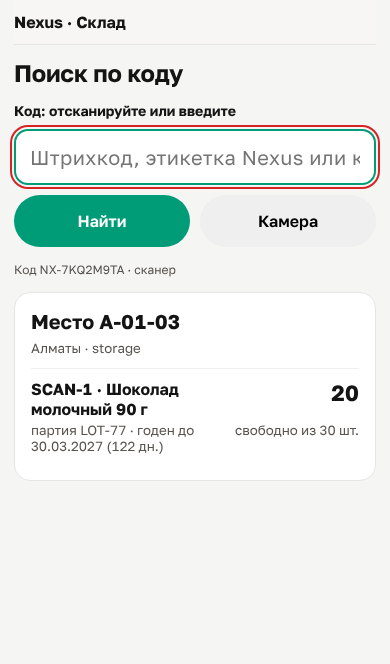 Nexus · Склад
Поиск по коду
Код: отсканируйте или введите
Штрихкод, этикетка Nexus или к
Найти
Камера
Код NX-7KQ2M9TA · сканер
Место A-01-03
Алматы · storage
SCAN-1 · Шоколад
молочный 90 г
20
партия LOT-77 · годен до
30.03.2027 (122 дн.)
свободно из 30 шт.